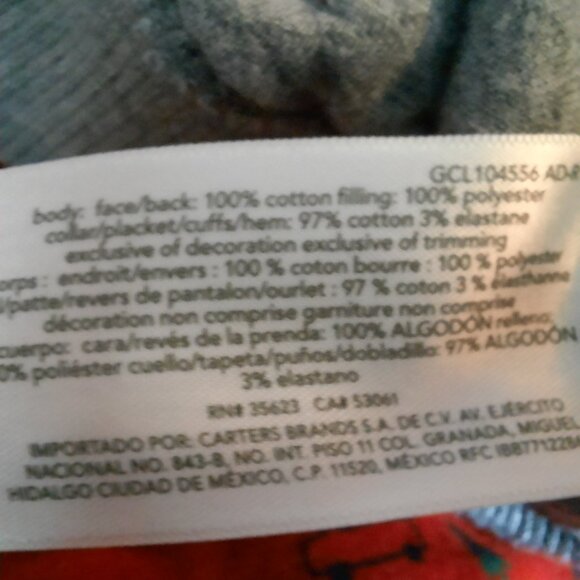 GCL104556 AD-P
body: face/back: 100% cotton filling: 100% polyester
collar/placket/cuffs/hem: 97% cotton 3% elastane
exclusive of decoration exclusive of trimming
orps : endroit/envers : 100 % coton bourre : 100 % polyester
/patte/revers de pantalon/ourlet : 97 % coton 3 % élasthanne
décoration non comprise garniture non comprise
cuerpo: cara/revés de la prenda: 100% ALGODÓN relleno:
0% poliéster cuello/tapeta/puños/dobladillo: 97% ALGODÓN
3% elastano
RN# 35623 CA# 53061
IMPORTADO POR: CARTERS BRANDS S.A. DE C.V. AV. EJÉRCITO
NACIONAL NO. 843-B, NO. INT. PISO 11 COL. GRANADA, MIGUEL
HIDALGO CIUDAD DE MÉXICO, C.P. 11520, MÉXICO RFC IBB771228